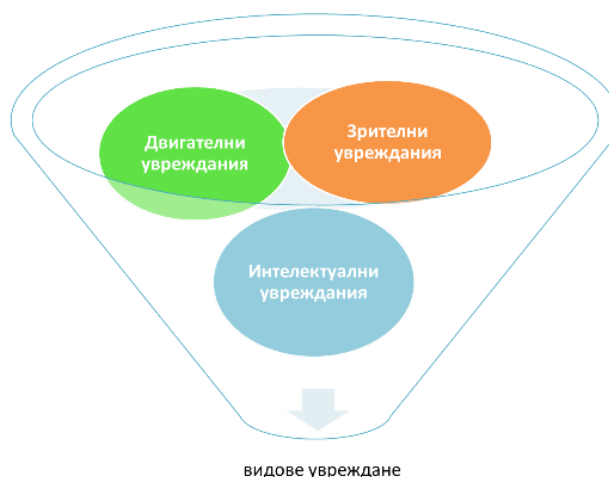 Двигателни
увреждания
Зрителни
увреждания
Интелектуални
увреждания
видове увреждане